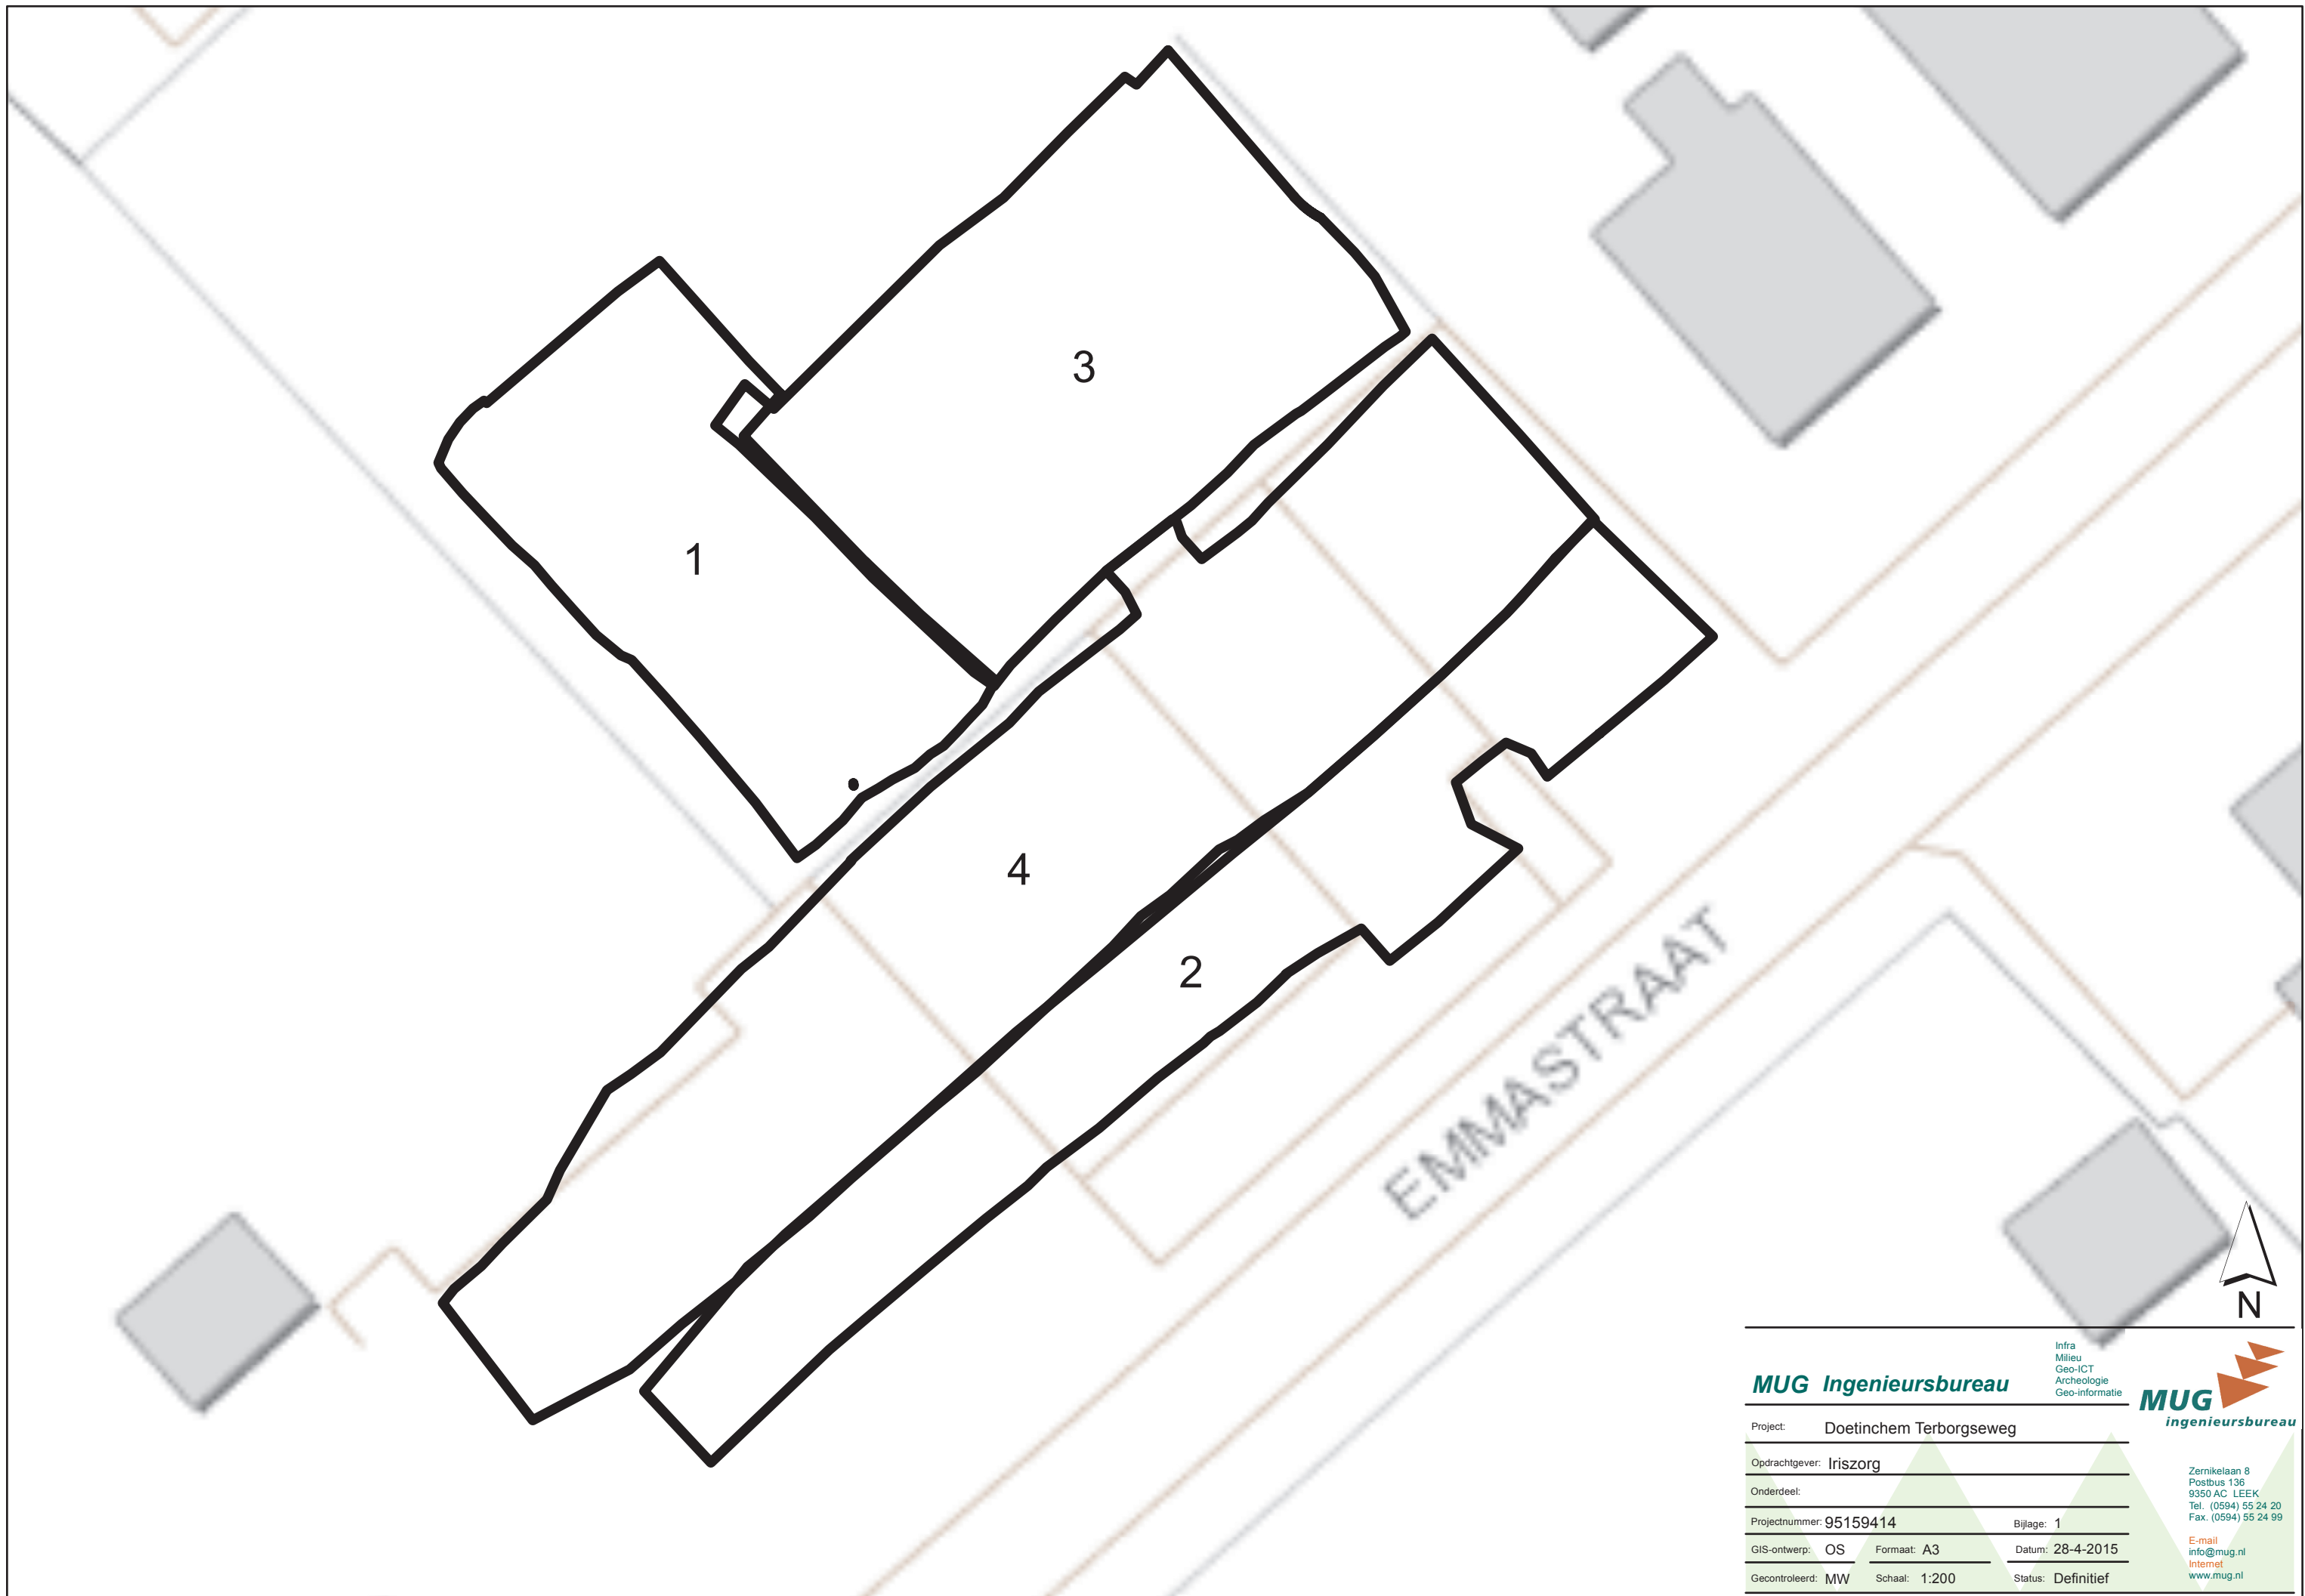 3
1
4
2
EMMASTRAAT
N
MUG Ingenieursbureau
Infra
Milieu
Geo-ICT
Archeologie
Geo-informatie
MUG
ingenieursbureau
Project: Doetinchem Terborgseweg
Opdrachtgever: Iriszorg
Onderdeel:
Projectnummer: 95159414 Bijlage: 1
GIS-ontwerp: OS Formaat: A3 Datum: 28-4-2015
Gecontroleerd: MW Schaal: 1:200 Status: Definitief
Zernikelaan 8
Postbus 136
9350 AC LEEK
Tel. (0594) 55 24 20
Fax. (0594) 55 24 99
E-mail
info@mug.nl
Internet
www.mug.nl